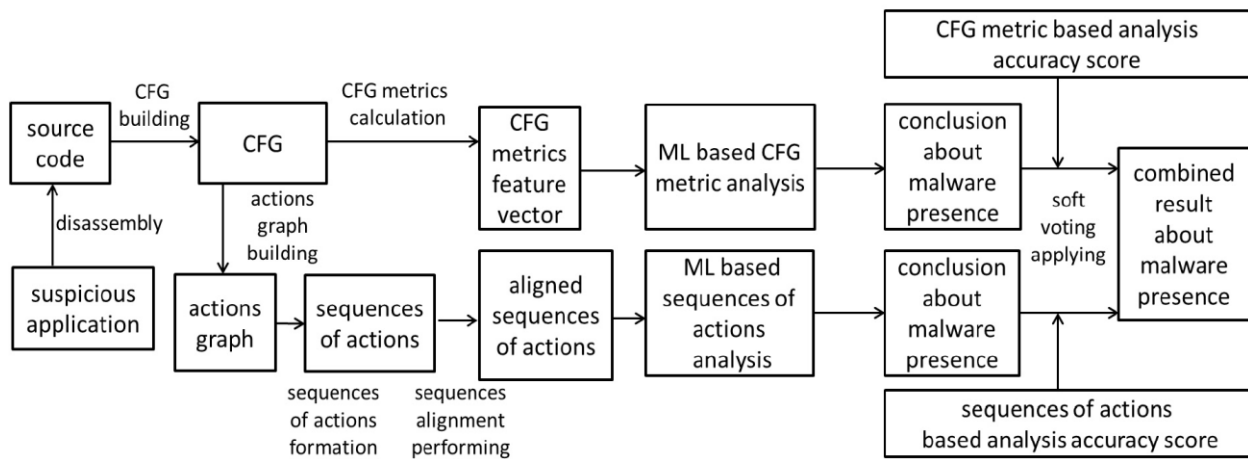 CFG metric based analysis
accuracy score
CFG
building
CFG metrics
calculation
source
code
CFG
CFG
metrics
feature
vector
ML based CFG
metric analysis
conclusion
about
malware
presence
combined
result
about
malware
presence
disassembly
actions
graph
building
soft
voting
applying
suspicious
application
actions
graph
sequences
of actions
aligned
sequences
of actions
ML based
sequences of
actions
analysis
conclusion
about
malware
presence
sequences
of actions
formation
sequences
alignment
performing
sequences of actions
based analysis accuracy score